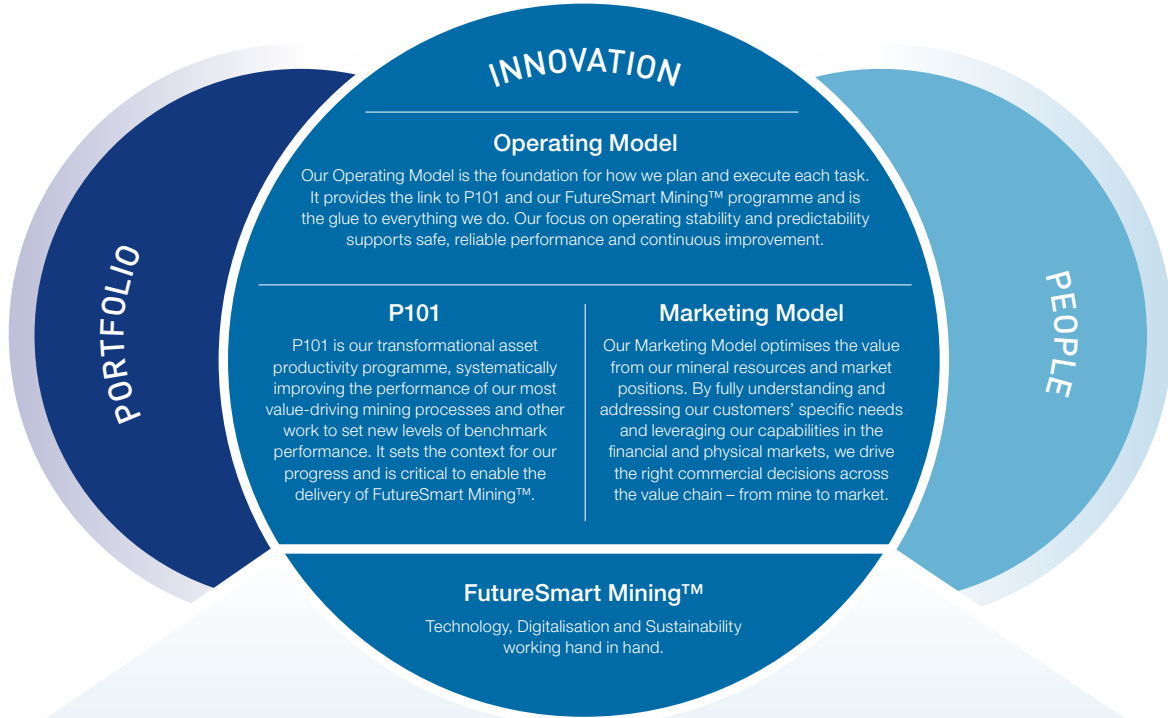 INNOVATION
Operating Model
Our Operating Model is the foundation for how we plan and execute each task.
It provides the link to P101 and our FutureSmart Mining™ programme and is
the glue to everything we do. Our focus on operating stability and predictability
supports safe, reliable performance and continuous improvement.
PORTFOLIO
P101
P101 is our transformational asset
productivity programme, systematically
improving the performance of our most
value-driving mining processes and other
work to set new levels of benchmark
performance. It sets the context for our
progress and is critical to enable the
delivery of FutureSmart Mining™.
Marketing Model
Our Marketing Model optimises the value
from our mineral resources and market
positions. By fully understanding and
addressing our customers’ specific needs
and leveraging our capabilities in the
financial and physical markets, we drive
the right commercial decisions across
the value chain – from mine to market.
PEOPLE
FutureSmart Mining™
Technology, Digitalisation and Sustainability
working hand in hand.